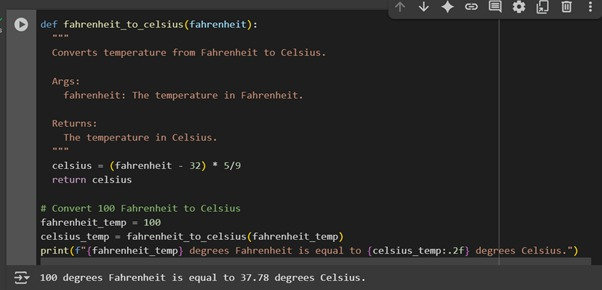 def fahrenheit_to_celsius(fahrenheit):
  """
  Converts temperature from Fahrenheit to Celsius.

  Args:
    fahrenheit: The temperature in Fahrenheit.

  Returns:
    The temperature in Celsius.
  """
  celsius = (fahrenheit - 32) * 5/9
  return celsius

# Convert 100 Fahrenheit to Celsius
fahrenheit_temp = 100
celsius_temp = fahrenheit_to_celsius(fahrenheit_temp)
print(f"{fahrenheit_temp} degrees Fahrenheit is equal to {celsius_temp:.2f} degrees Celsius.")
100 degrees Fahrenheit is equal to 37.78 degrees Celsius.